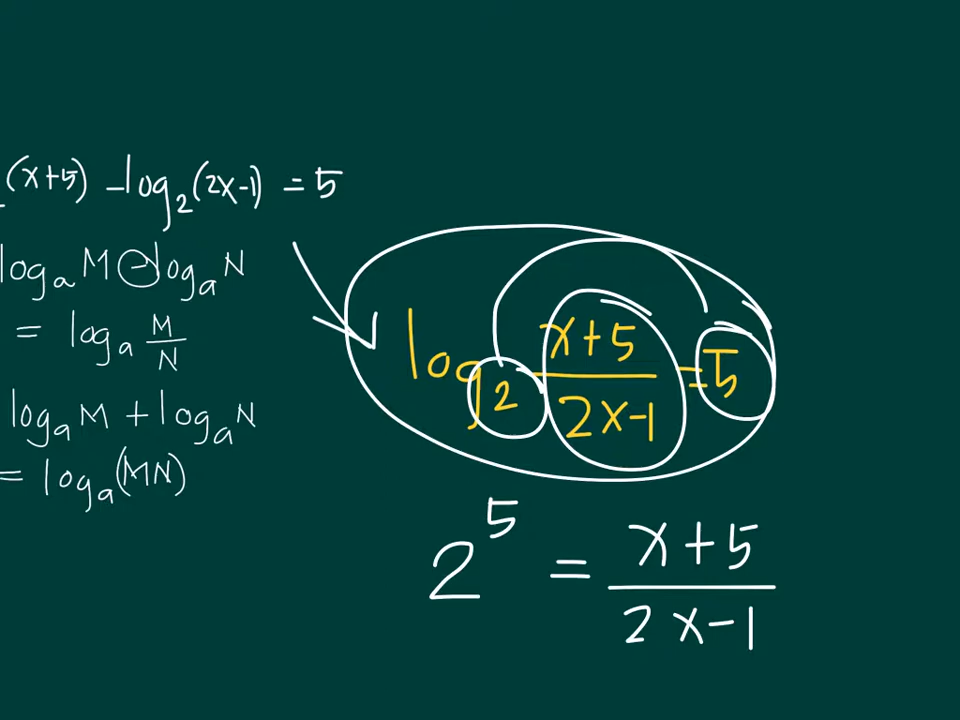 (x+5) -log₂(2x-1) = 5
logₐM - logₐN
= logₐ M/N
logₐM + logₐN
= logₐ(MN)
log₂ (x+5)/(2x-1) = 5
2⁵ = (x+5)/(2x-1)